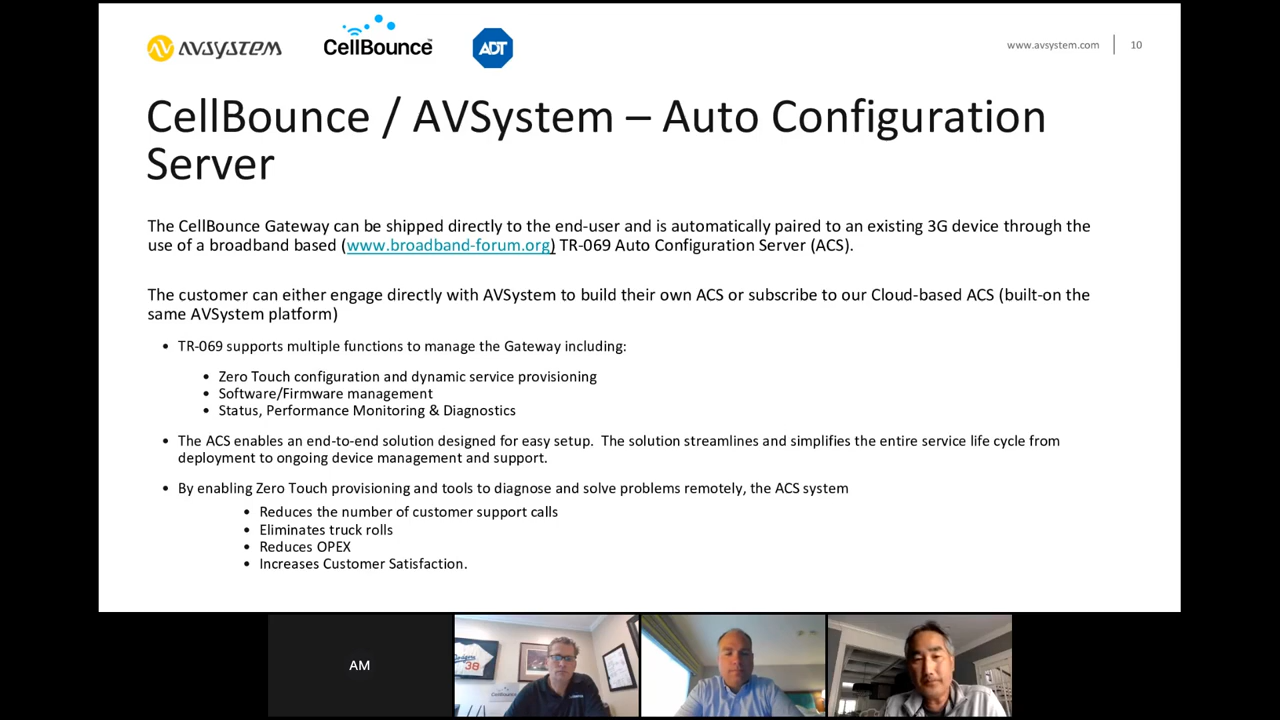 AVSYSTEM
CellBounce™
ADT
www.avsystem.com
10
CellBounce / AVSystem – Auto Configuration
Server
The CellBounce Gateway can be shipped directly to the end-user and is automatically paired to an existing 3G device through the
use of a broadband based (www.broadband-forum.org) TR-069 Auto Configuration Server (ACS).
The customer can either engage directly with AVSystem to build their own ACS or subscribe to our Cloud-based ACS (built-on the
same AVSystem platform)
• TR-069 supports multiple functions to manage the Gateway including:
• Zero Touch configuration and dynamic service provisioning
• Software/Firmware management
• Status, Performance Monitoring & Diagnostics
• The ACS enables an end-to-end solution designed for easy setup.  The solution streamlines and simplifies the entire service life cycle from
deployment to ongoing device management and support.
• By enabling Zero Touch provisioning and tools to diagnose and solve problems remotely, the ACS system
• Reduces the number of customer support calls
• Eliminates truck rolls
• Reduces OPEX
• Increases Customer Satisfaction.
AM
Dodgers
38
CellBounce